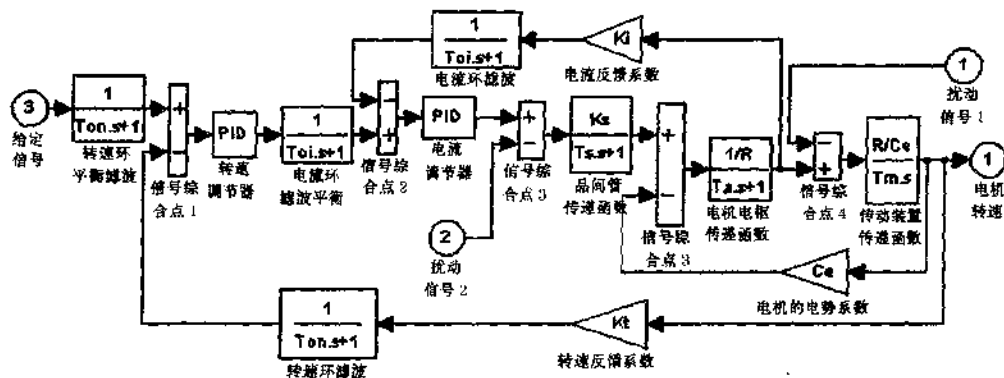 1
Toi.s+1
电流环滤波
Ki
电流反馈系数
1
扰动
信号 1
3
给定
信号
1
Ton.s+1
转速环
平衡滤波
+
−
信号综
合点 1
PID
转速
调节器
1
Toi.s+1
电流环
滤波平衡
−
+
信号综
合点 2
PID
电流
调节器
+
−
信号综
合点 3
Ks
Ts.s+1
晶闸管
传递函数
+
−
信号综
合点 3
1/R
Ta.s+1
电机电枢
传递函数
−
+
信号综
合点 4
R/Ce
Tm.s
传动装置
传递函数
1
电机
转速
2
扰动
信号 2
Ce
电机的电势系数
1
Ton.s+1
转速环滤波
Kt
转速反馈系数